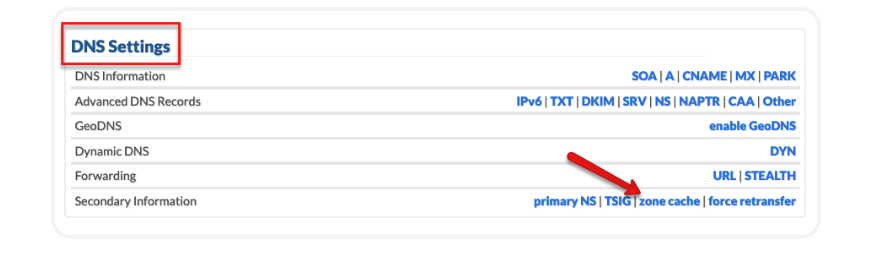 DNS Settings
DNS Information SOA | A | CNAME | MX | PARK
Advanced DNS Records IPv6 | TXT | DKIM | SRV | NS | NAPTR | CAA | Other
GeoDNS enable GeoDNS
Dynamic DNS DYN
Forwarding URL | STEALTH
Secondary Information primary NS | TSIG | zone cache | force retransfer